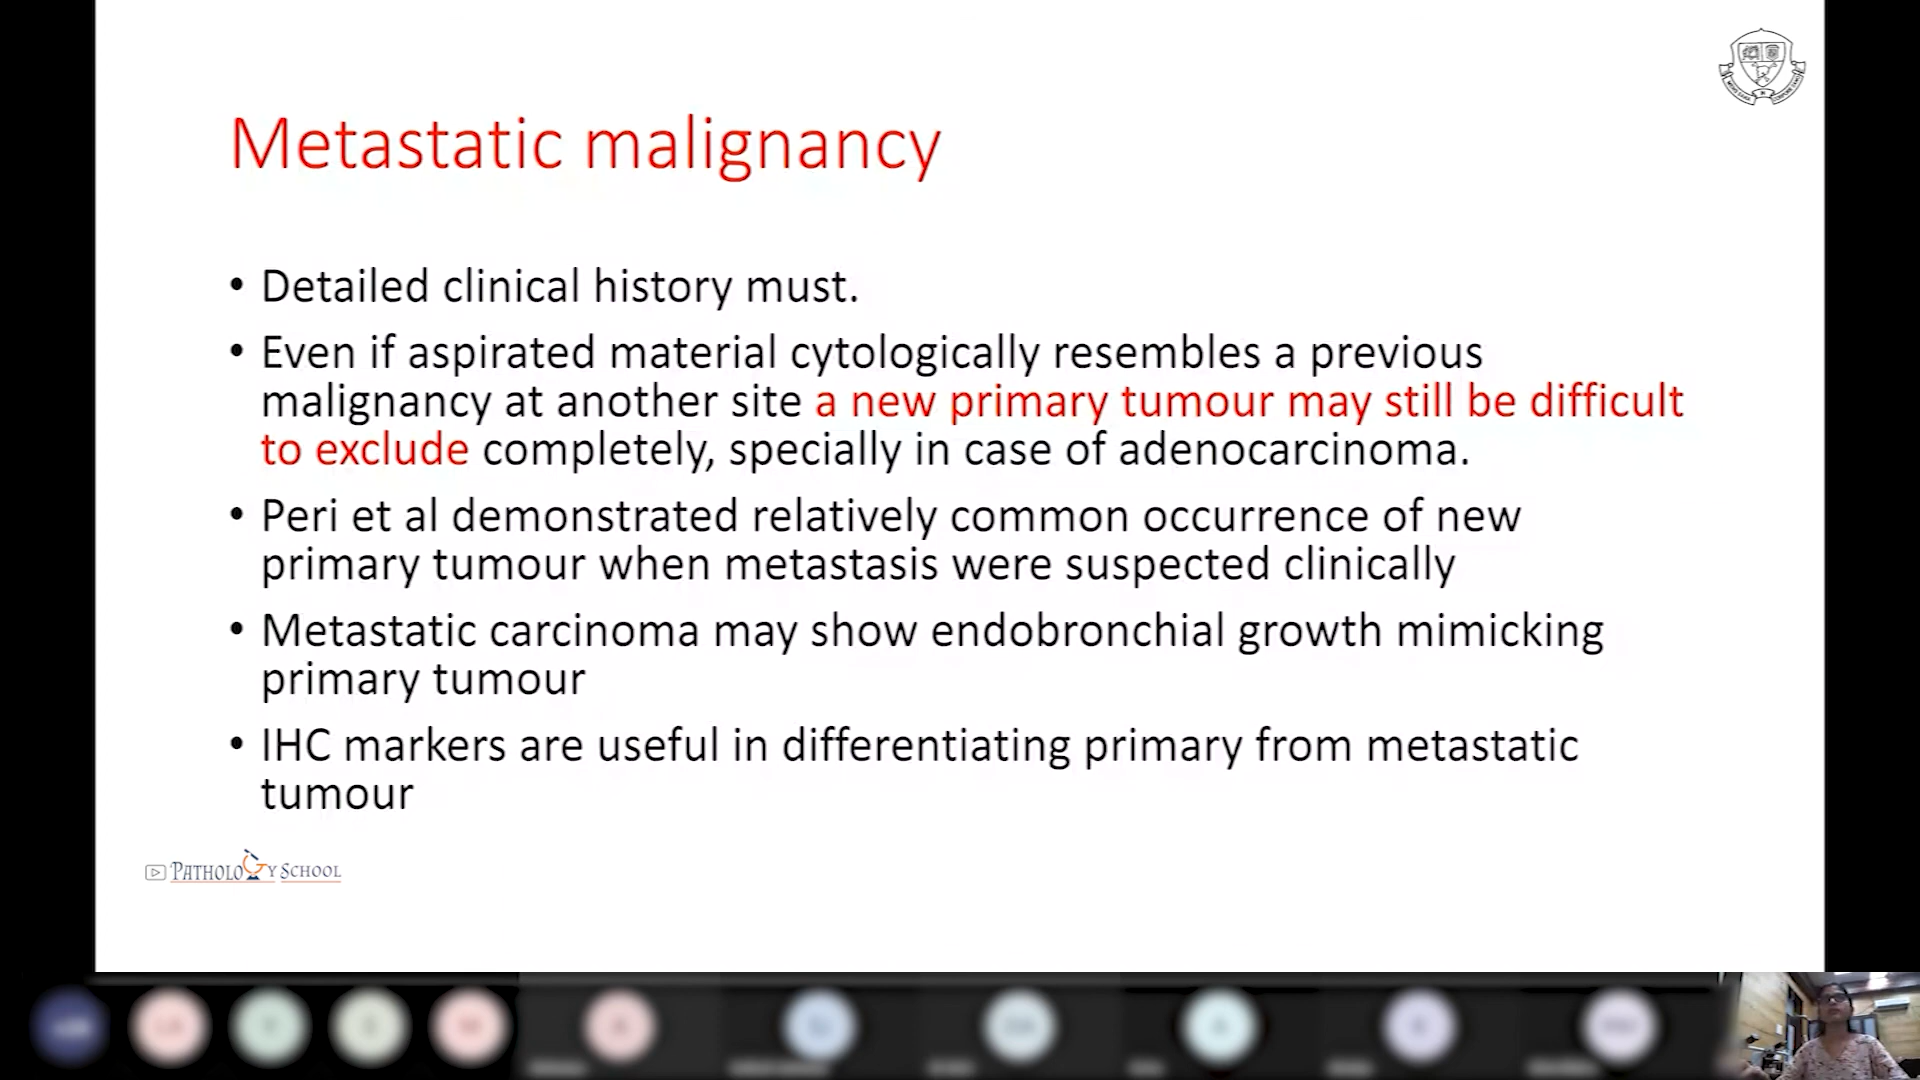 Metastatic malignancy
• Detailed clinical history must.
• Even if aspirated material cytologically resembles a previous
malignancy at another site a new primary tumour may still be difficult
to exclude completely, specially in case of adenocarcinoma.
• Peri et al demonstrated relatively common occurrence of new
primary tumour when metastasis were suspected clinically
• Metastatic carcinoma may show endobronchial growth mimicking
primary tumour
• IHC markers are useful in differentiating primary from metastatic
tumour
PATHOLOGY SCHOOL